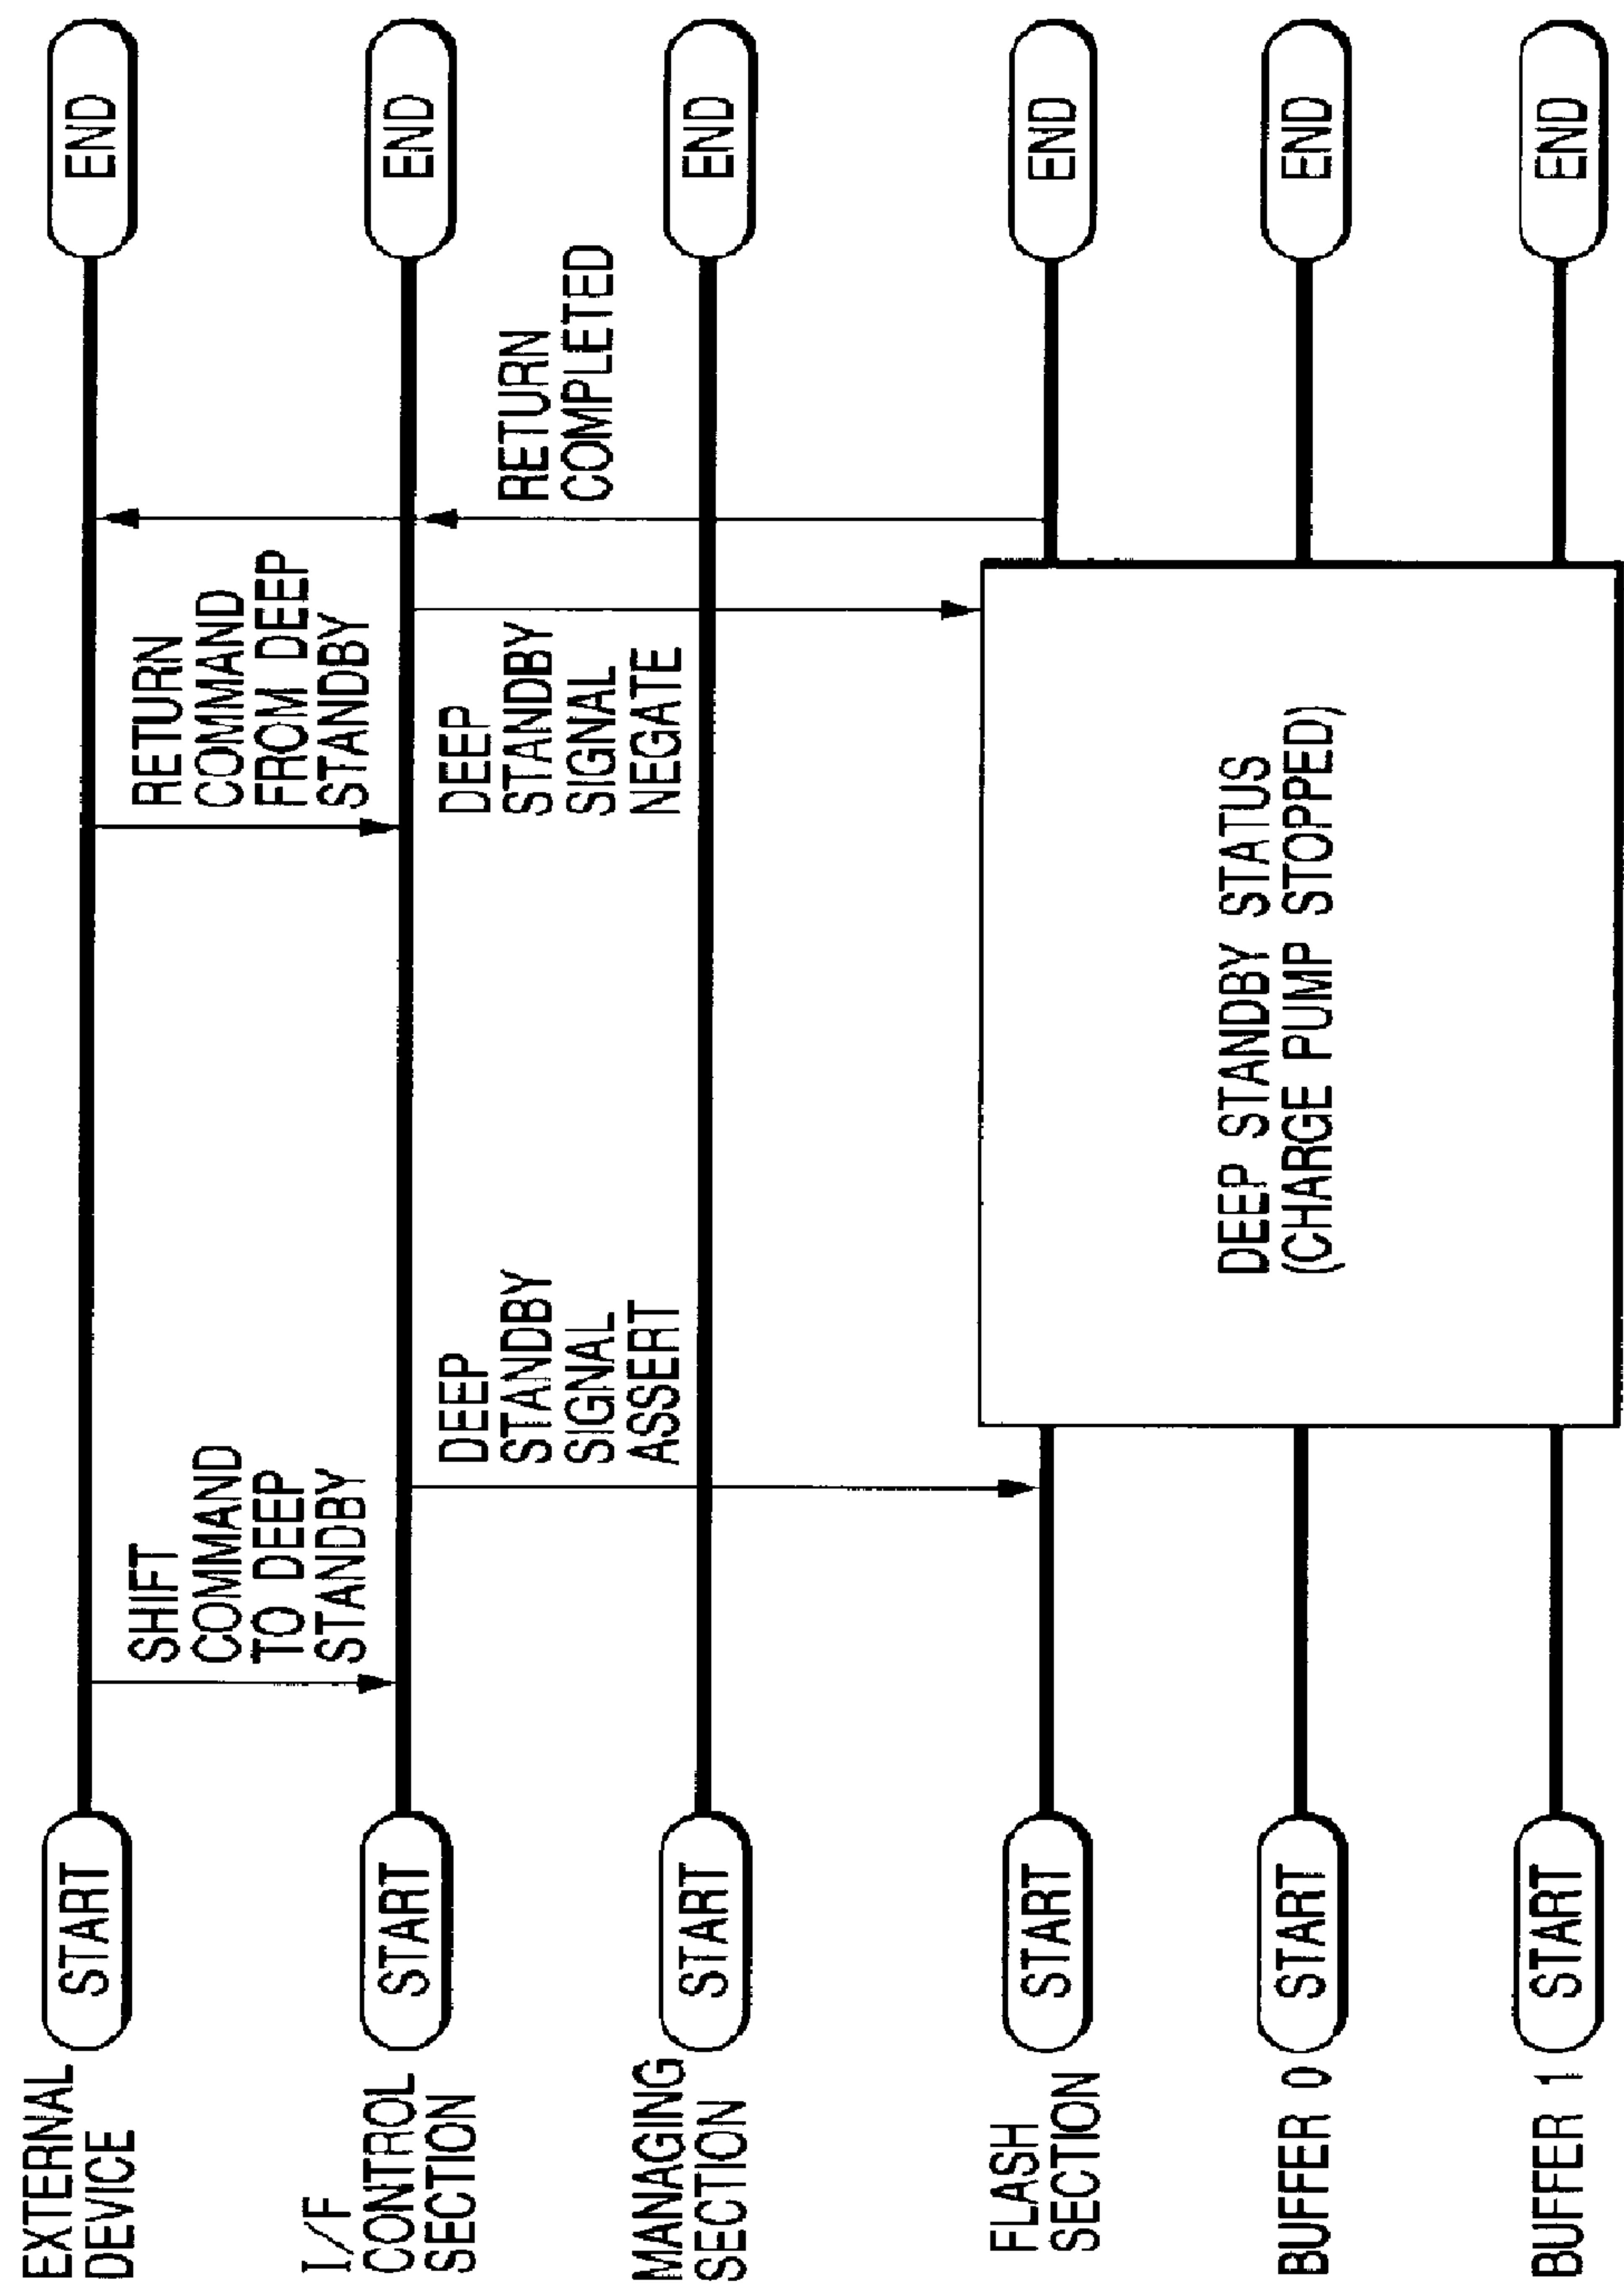 EXTERNAL
DEVICE
START
END
SHIFT
COMMAND
TO DEEP
STANDBY
RETURN
COMMAND
FROM DEEP
STANDBY
I/F
CONTROL
SECTION
START
END
DEEP
STANDBY
SIGNAL
ASSERT
DEEP
STANDBY
SIGNAL
NEGATE
RETURN
COMPLETED
MANAGING
SECTION
START
END
FLASH
SECTION
START
END
DEEP STANDBY STATUS
(CHARGE PUMP STOPPED)
BUFFER 0
START
END
BUFFER 1
START
END